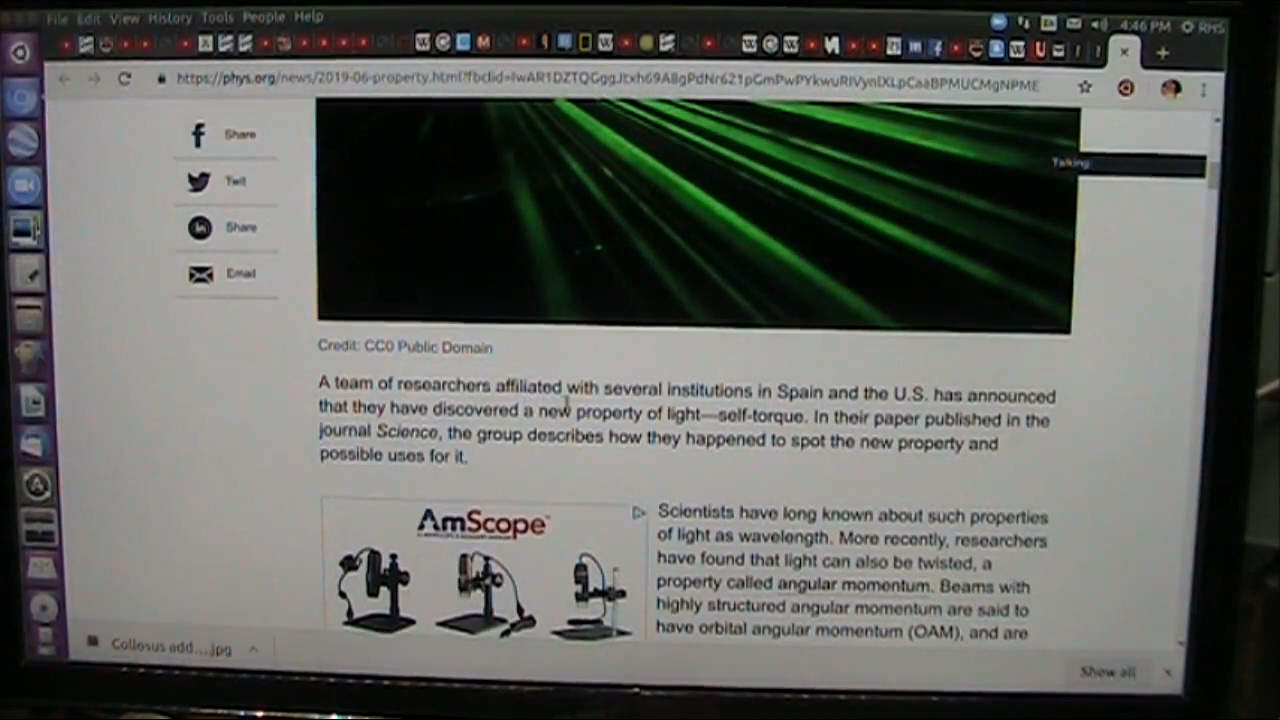 File Edit View History Tools People Help
4:46 PM RHS
https://phys.org/news/2019-06-property.html?fbclid=
Talking:
Share
Twit
Share
Email
Credit: CC0 Public Domain
A team of researchers affiliated with several institutions in Spain and the U.S. has announced
that they have discovered a new property of light—self-torque. In their paper published in the
journal Science, the group describes how they happened to spot the new property and
possible uses for it.
AmScope
Scientists have long known about such properties
of light as wavelength. More recently, researchers
have found that light can also be twisted, a
property called angular momentum. Beams with
highly structured angular momentum are said to
have orbital angular momentum (OAM), and are
Collosus add....jpg
Show all